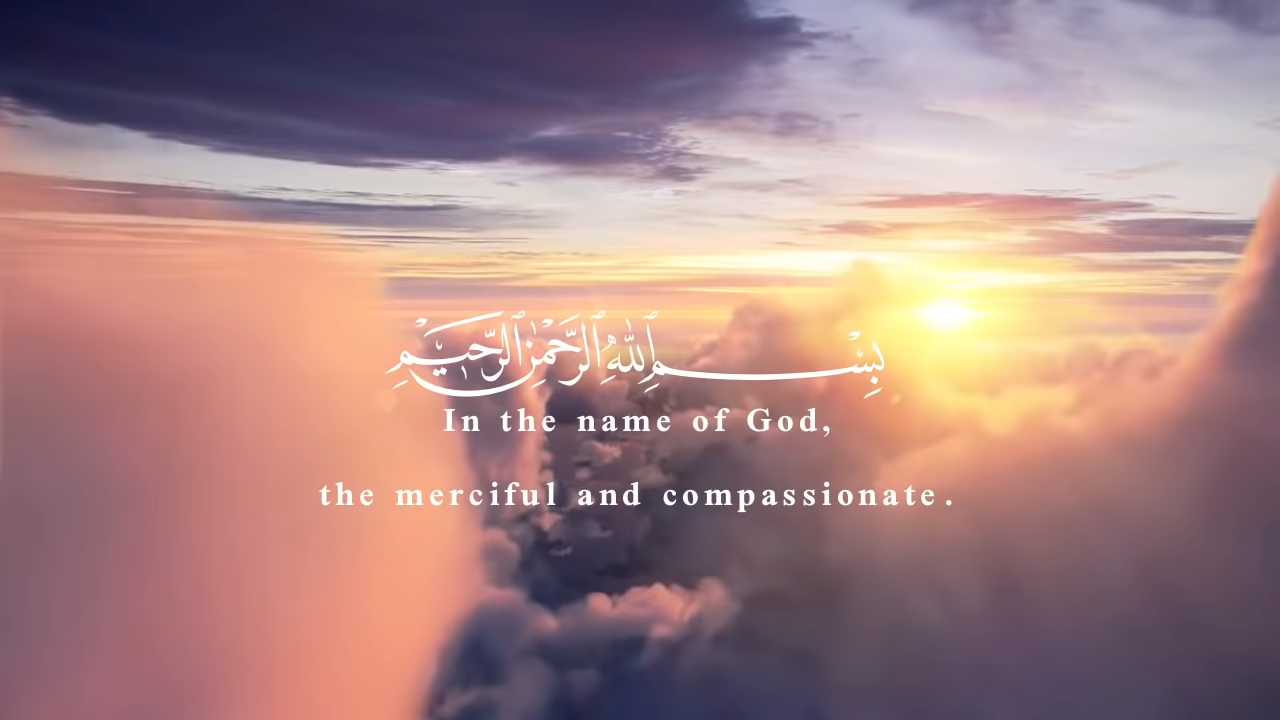 بِسْمِ ٱللَّهِ ٱلرَّحْمَٰنِ ٱلرَّحِيمِ
In the name of God,
the merciful and compassionate.